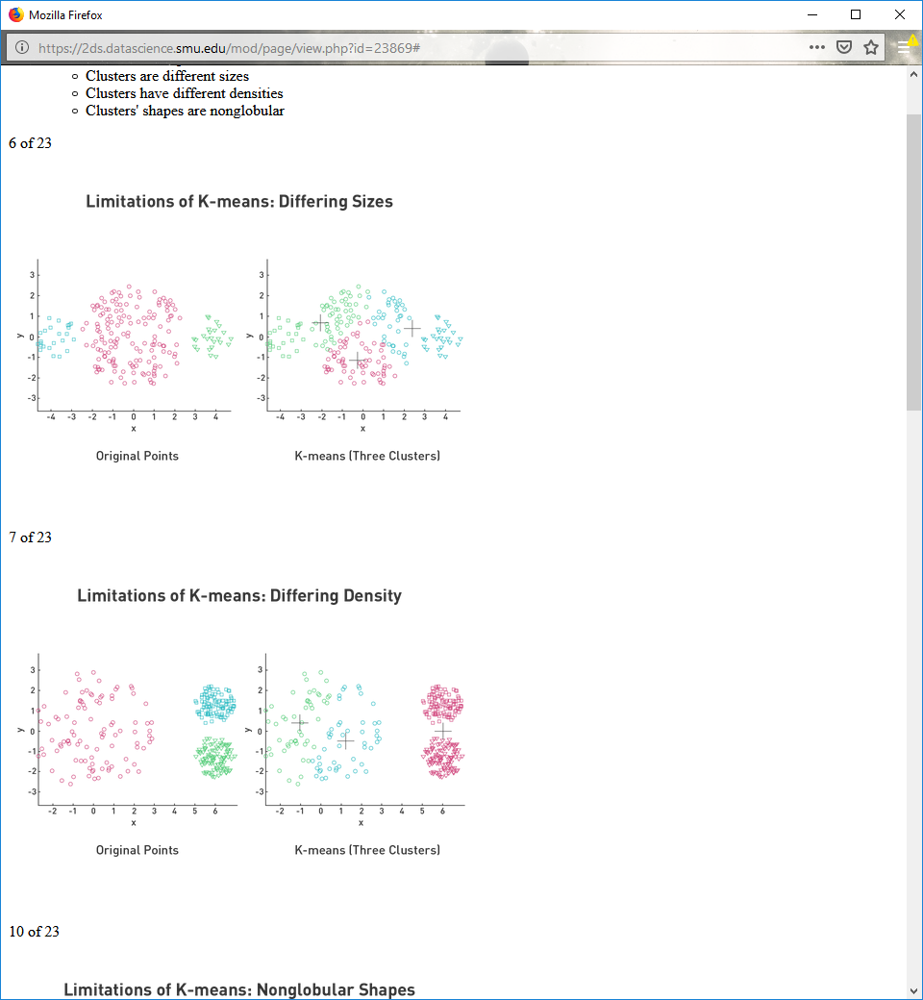 Mozilla Firefox
https://2ds.datascience.smu.edu/mod/page/view.php?id=23869#
Clusters are different sizes
Clusters have different densities
Clusters' shapes are nonglobular
6 of 23
Limitations of K-means: Differing Sizes
3
2
1
0
-1
-2
-3
y
-4 -3 -2 -1 0 1 2 3 4
x
Original Points
3
2
1
0
-1
-2
-3
y
-4 -3 -2 -1 0 1 2 3 4
x
K-means (Three Clusters)
7 of 23
Limitations of K-means: Differing Density
3
2
1
0
-1
-2
-3
y
-2 -1 0 1 2 3 4 5 6
x
Original Points
3
2
1
0
-1
-2
-3
y
-2 -1 0 1 2 3 4 5 6
x
K-means (Three Clusters)
10 of 23
Limitations of K-means: Nonglobular Shapes